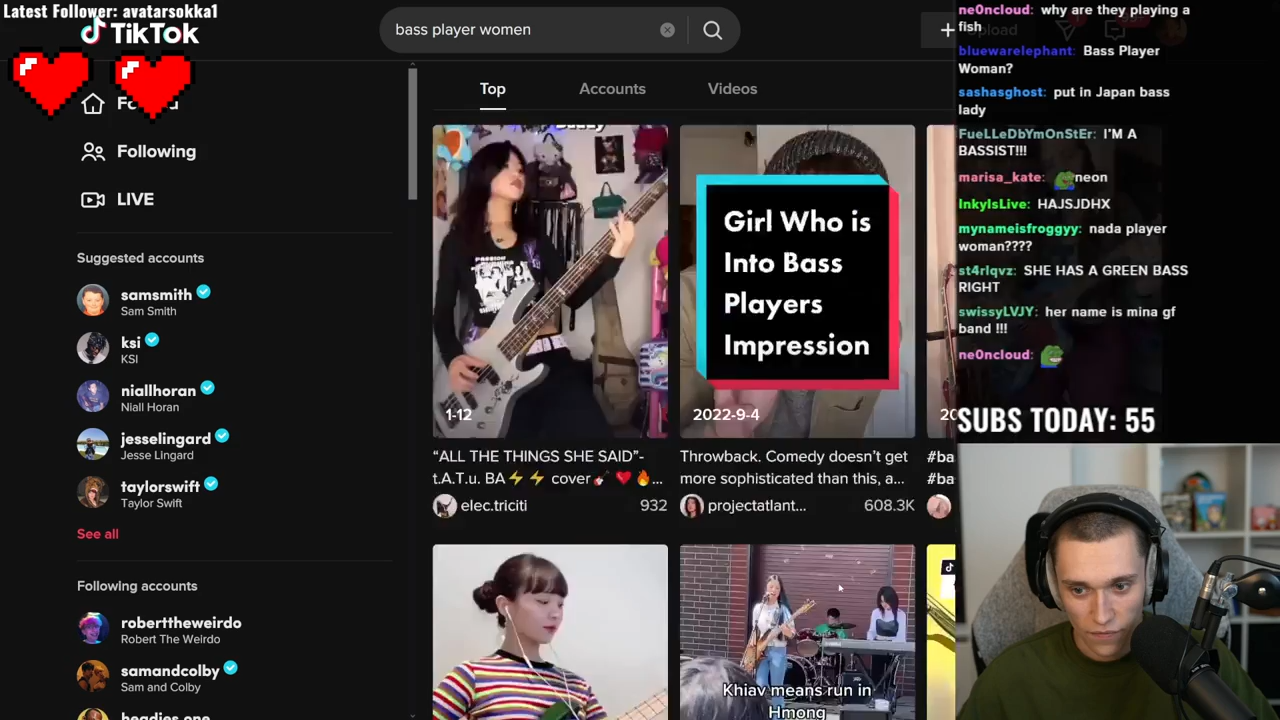 Latest Follower: avatarsokka1
TikTok
bass player women
Following
LIVE
Suggested accounts
samsmith
Sam Smith
ksi
KSI
niallhoran
Niall Horan
jesselingard
Jesse Lingard
taylorswift
Taylor Swift
See all
Following accounts
roberttheweirdo
Robert The Weirdo
samandcolby
Sam and Colby
Top
Accounts
Videos
1-12
“ALL THE THINGS SHE SAID”-
t.A.T.u. BA⚡⚡ cover🎸❤️🔥...
elec.triciti
932
Girl Who is
Into Bass
Players
Impression
2022-9-4
Throwback. Comedy doesn’t get
more sophisticated than this, a...
projectatlant...
608.3K
20
#ba
#ba
Khiav means run in
Hmong
ne0ncloud: why are they playing a
fish
bluewarelephant: Bass Player
Woman?
sashasghost: put in Japan bass
lady
FueLLeDbYmOnStEr: I'M A
BASSIST!!!
marisa_kate: neon
InkyIsLive: HAJSJDHX
mynameisfroggyy: nada player
woman????
st4rlqvz: SHE HAS A GREEN BASS
RIGHT
swissyLVJY: her name is mina gf
band !!!
ne0ncloud:
SUBS TODAY: 55